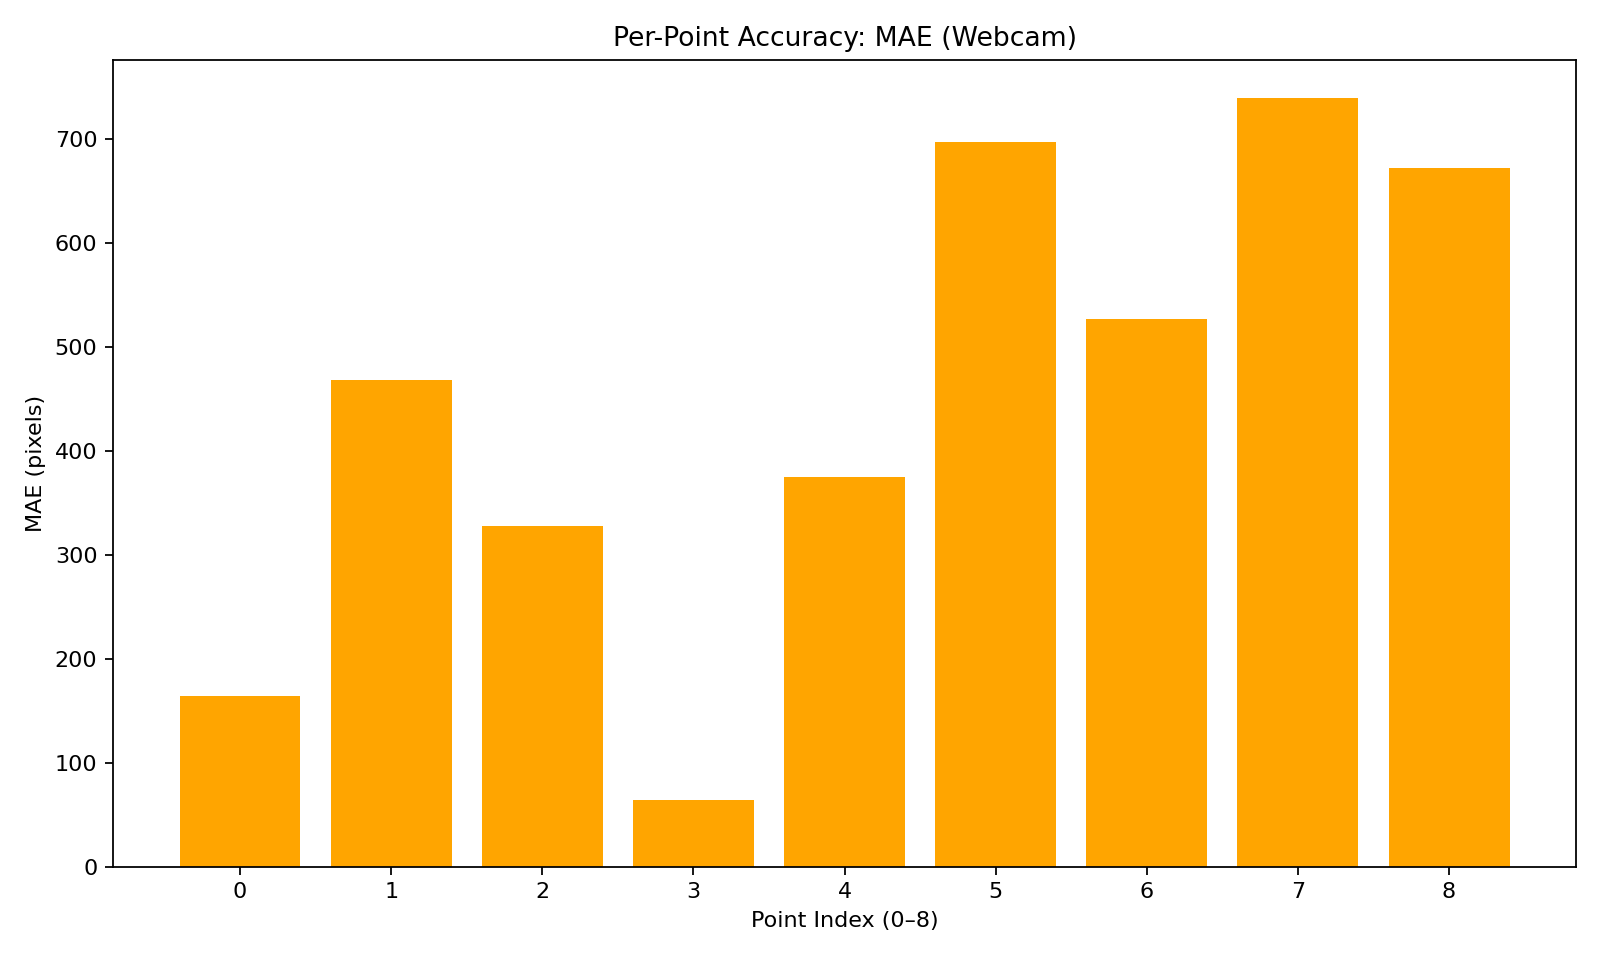 Per-Point Accuracy: MAE (Webcam)
MAE (pixels)
700
600
500
400
300
200
100
0
0 1 2 3 4 5 6 7 8
Point Index (0–8)